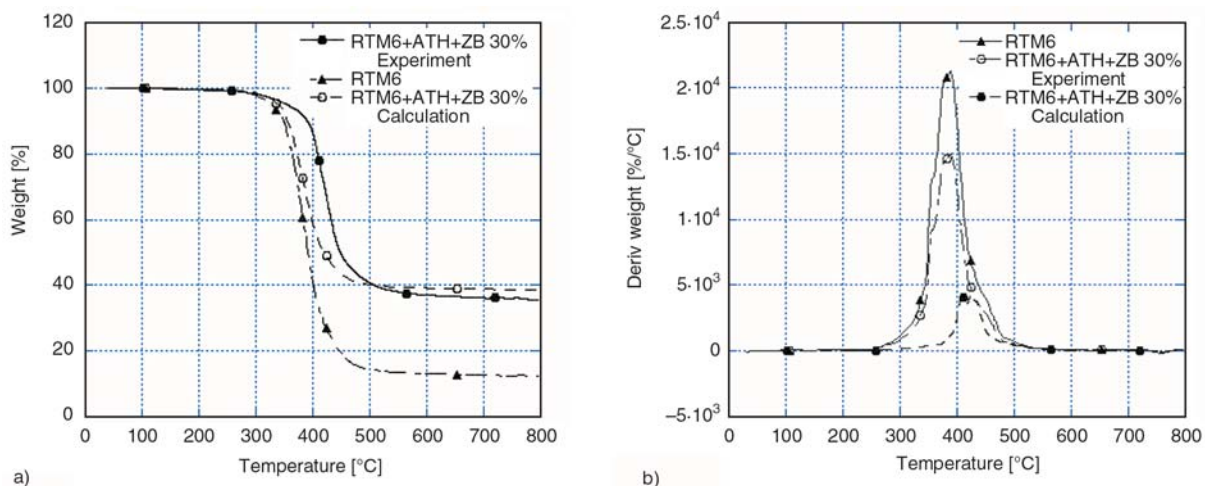 120
100
80
60
40
20
0
Weight [%]
0 100 200 300 400 500 600 700 800
Temperature [°C]
RTM6+ATH+ZB 30%
Experiment
RTM6
RTM6+ATH+ZB 30%
Calculation
a)
2.5·10⁴
2·10⁴
1.5·10⁴
1·10⁴
5·10³
0
–5·10³
Deriv weight [%/°C]
0 100 200 300 400 500 600 700 800
Temperature [°C]
RTM6
RTM6+ATH+ZB 30%
Experiment
RTM6+ATH+ZB 30%
Calculation
b)